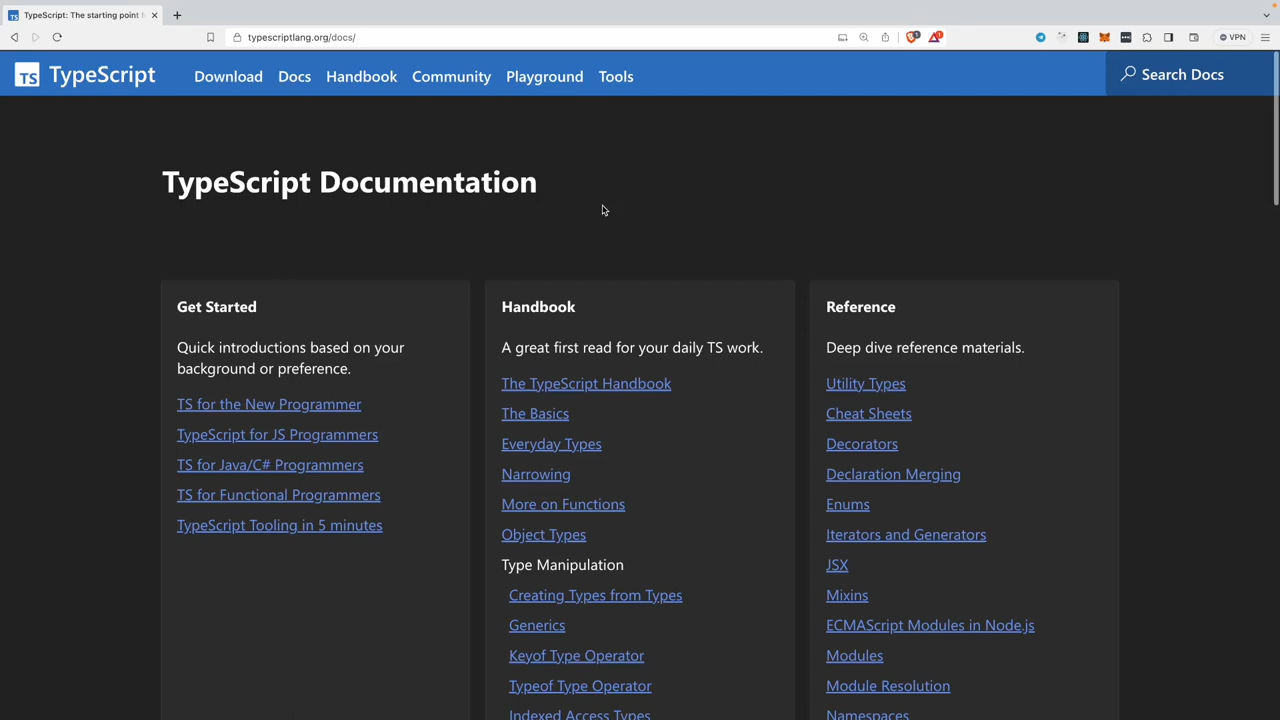 TS TypeScript: The starting point
typescriptlang.org/docs/
VPN
TS TypeScript
Download
Docs
Handbook
Community
Playground
Tools
Search Docs
TypeScript Documentation
Get Started
Quick introductions based on your
background or preference.
TS for the New Programmer
TypeScript for JS Programmers
TS for Java/C# Programmers
TS for Functional Programmers
TypeScript Tooling in 5 minutes
Handbook
A great first read for your daily TS work.
The TypeScript Handbook
The Basics
Everyday Types
Narrowing
More on Functions
Object Types
Type Manipulation
Creating Types from Types
Generics
Keyof Type Operator
Typeof Type Operator
Indexed Access Types
Reference
Deep dive reference materials.
Utility Types
Cheat Sheets
Decorators
Declaration Merging
Enums
Iterators and Generators
JSX
Mixins
ECMAScript Modules in Node.js
Modules
Module Resolution
Namespaces